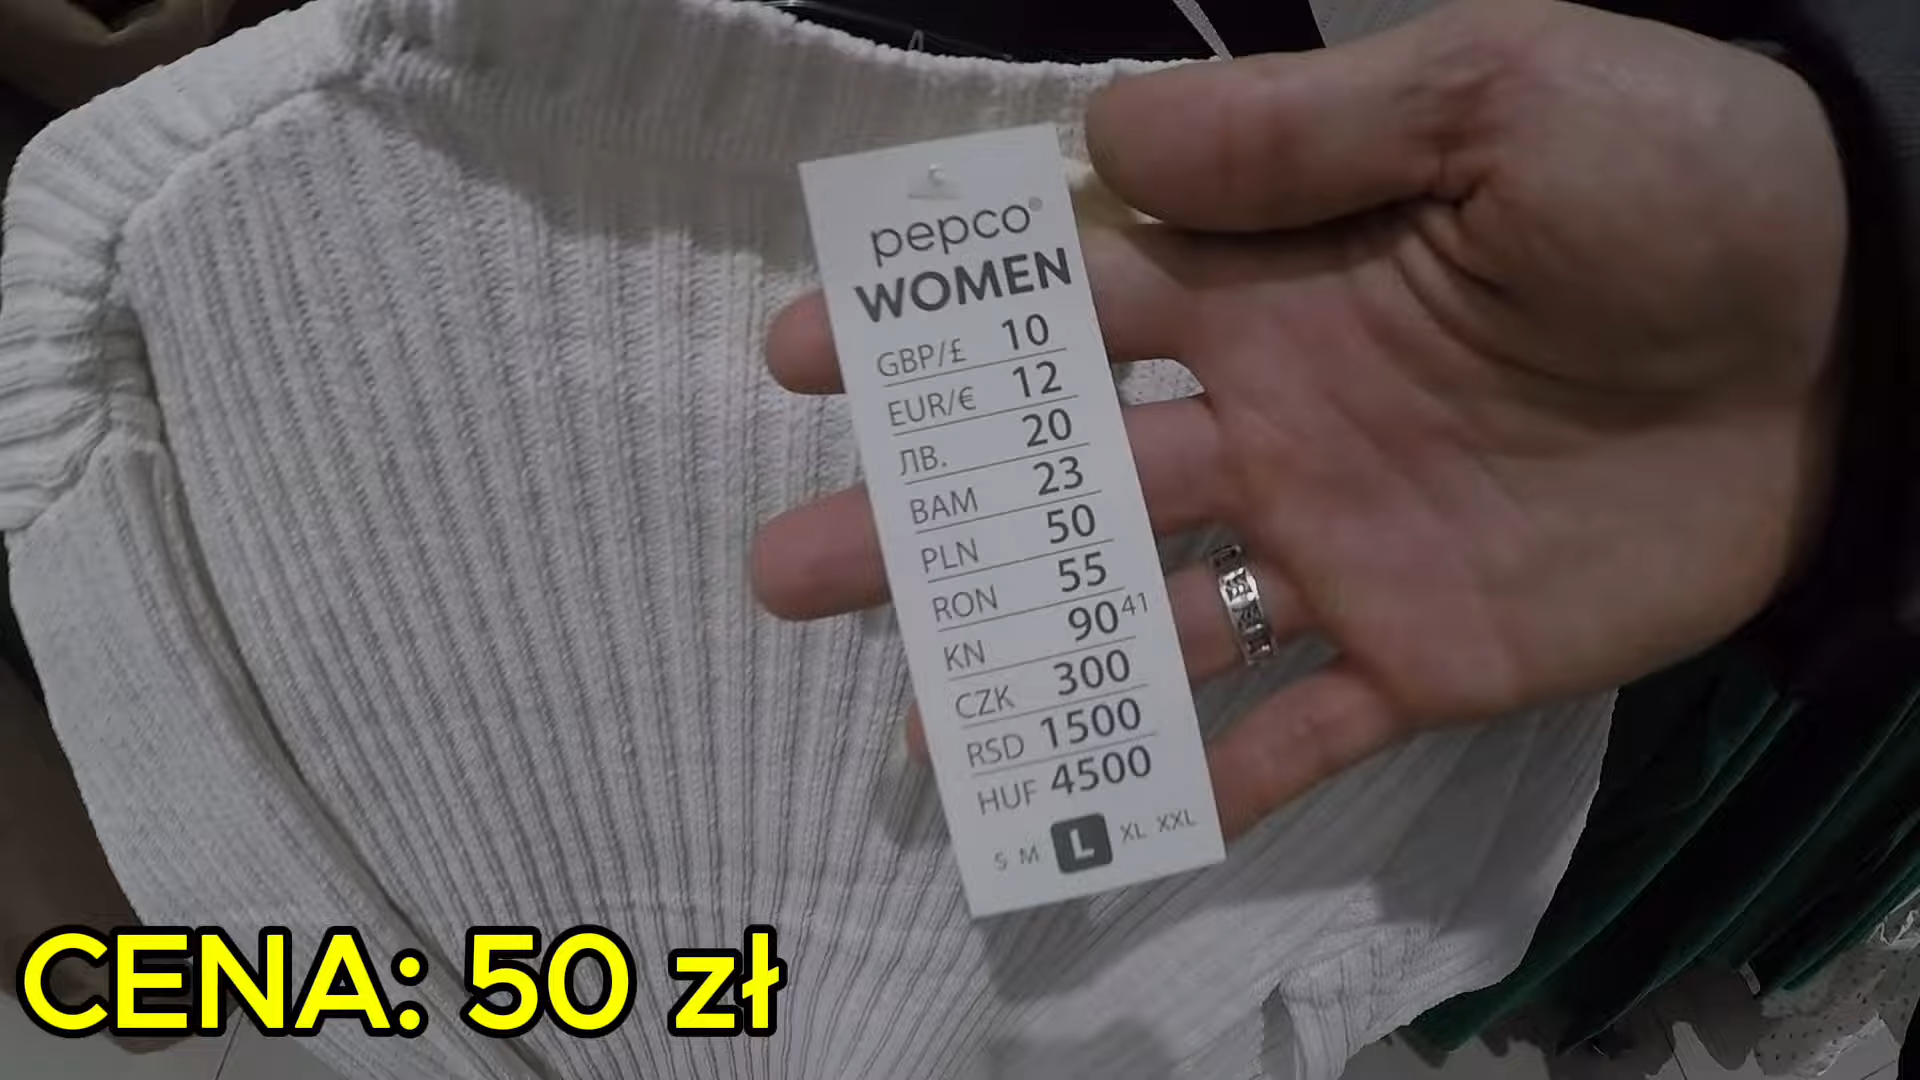 pepco®
WOMEN
GBP/£ 10
EUR/€ 12
ЛВ. 20
BAM 23
PLN 50
RON 55
KN 90⁴¹
CZK 300
RSD 1500
HUF 4500
S M L XL XXL
CENA: 50 zł